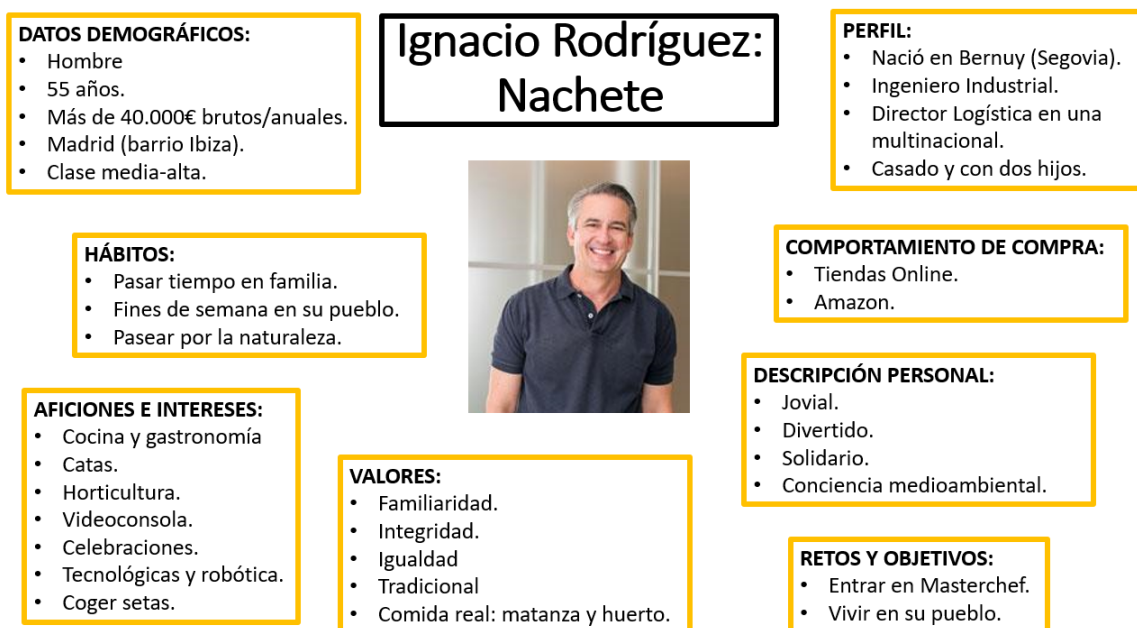 Ignacio Rodríguez:
Nachete
DATOS DEMOGRÁFICOS:
• Hombre
• 55 años.
• Más de 40.000€ brutos/anuales.
• Madrid (barrio Ibiza).
• Clase media-alta.
PERFIL:
• Nació en Bernuy (Segovia).
• Ingeniero Industrial.
• Director Logística en una
multinacional.
• Casado y con dos hijos.
HÁBITOS:
• Pasar tiempo en familia.
• Fines de semana en su pueblo.
• Pasear por la naturaleza.
COMPORTAMIENTO DE COMPRA:
• Tiendas Online.
• Amazon.
AFICIONES E INTERESES:
• Cocina y gastronomía
• Catas.
• Horticultura.
• Videoconsola.
• Celebraciones.
• Tecnológicas y robótica.
• Coger setas.
VALORES:
• Familiaridad.
• Integridad.
• Igualdad
• Tradicional
• Comida real: matanza y huerto.
DESCRIPCIÓN PERSONAL:
• Jovial.
• Divertido.
• Solidario.
• Conciencia medioambiental.
RETOS Y OBJETIVOS:
• Entrar en Masterchef.
• Vivir en su pueblo.